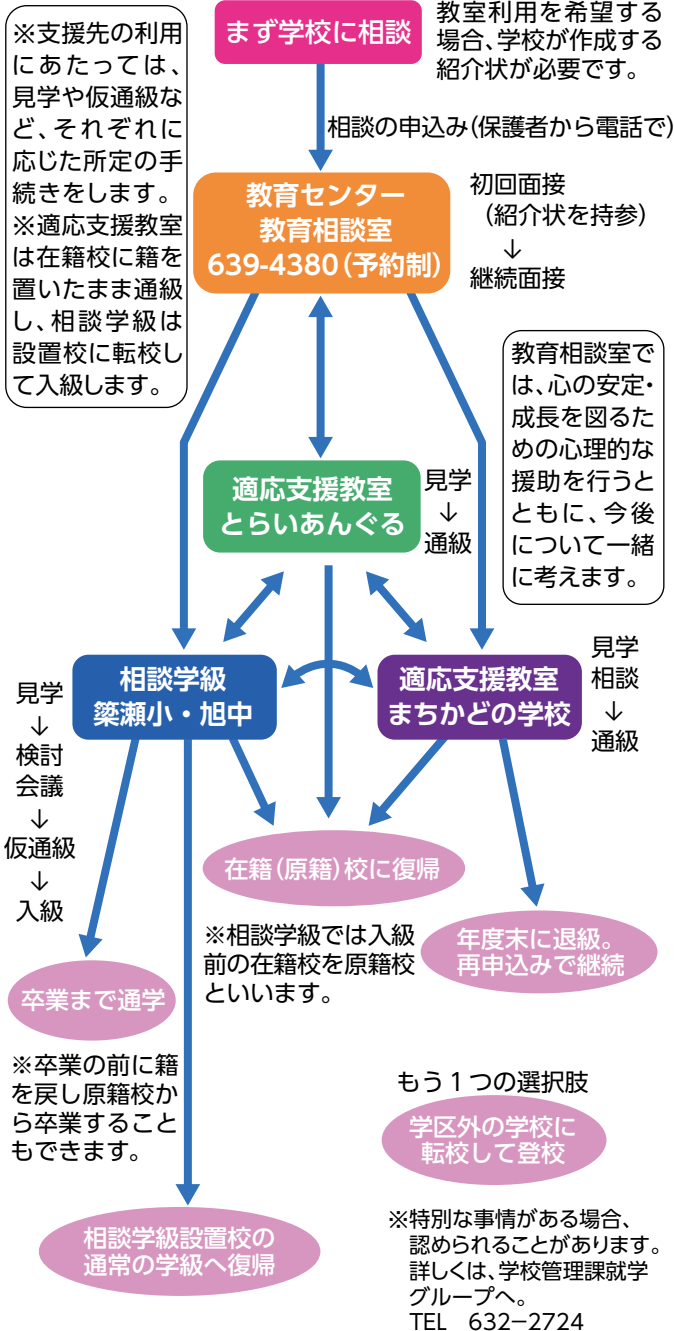 ※支援先の利用
にあたっては、
見学や仮通級な
ど、それぞれに
応じた所定の手
続きをします。
※適応支援教室
は在籍校に籍を
置いたまま通級
し、相談学級は
設置校に転校し
て入級します。
まず学校に相談
教室利用を希望する
場合、学校が作成する
紹介状が必要です。
相談の申込み(保護者から電話で)
教育センター
教育相談室
639-4380(予約制)
初回面接
(紹介状を持参)
↓
継続面接
教育相談室で
は、心の安定・
成長を図るた
めの心理的な
援助を行うと
ともに、今後
について一緒
に考えます。
適応支援教室
とらいあんぐる
見学
↓
通級
相談学級
簗瀬小・旭中
見学
↓
検討
会議
↓
仮通級
↓
入級
適応支援教室
まちかどの学校
見学
相談
↓
通級
在籍(原籍)校に復帰
※相談学級では入級
前の在籍校を原籍校
といいます。
年度末に退級。
再申込みで継続
卒業まで通学
※卒業の前に籍
を戻し原籍校か
ら卒業すること
もできます。
相談学級設置校の
通常の学級へ復帰
もう1つの選択肢
学区外の学校に
転校して登校
※特別な事情がある場合、
認められることがあります。
詳しくは、学校管理課就学
グループへ。
TEL 632−2724